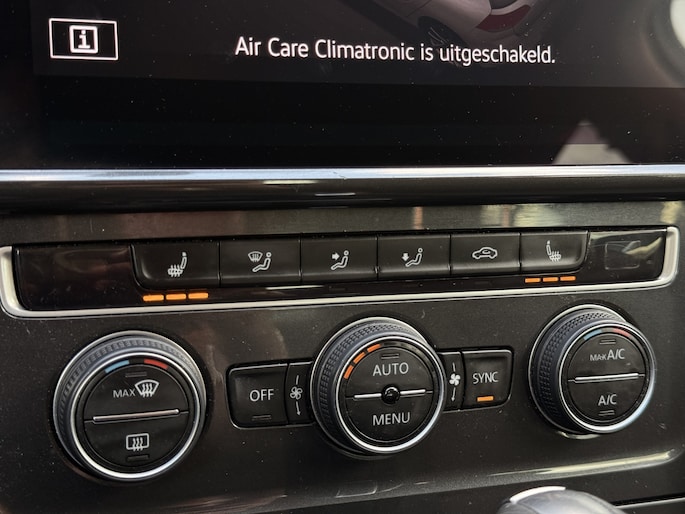 i
Air Care Climatronic is uitgeschakeld.
MAX
OFF
AUTO
MENU
SYNC
MAX A/C
A/C